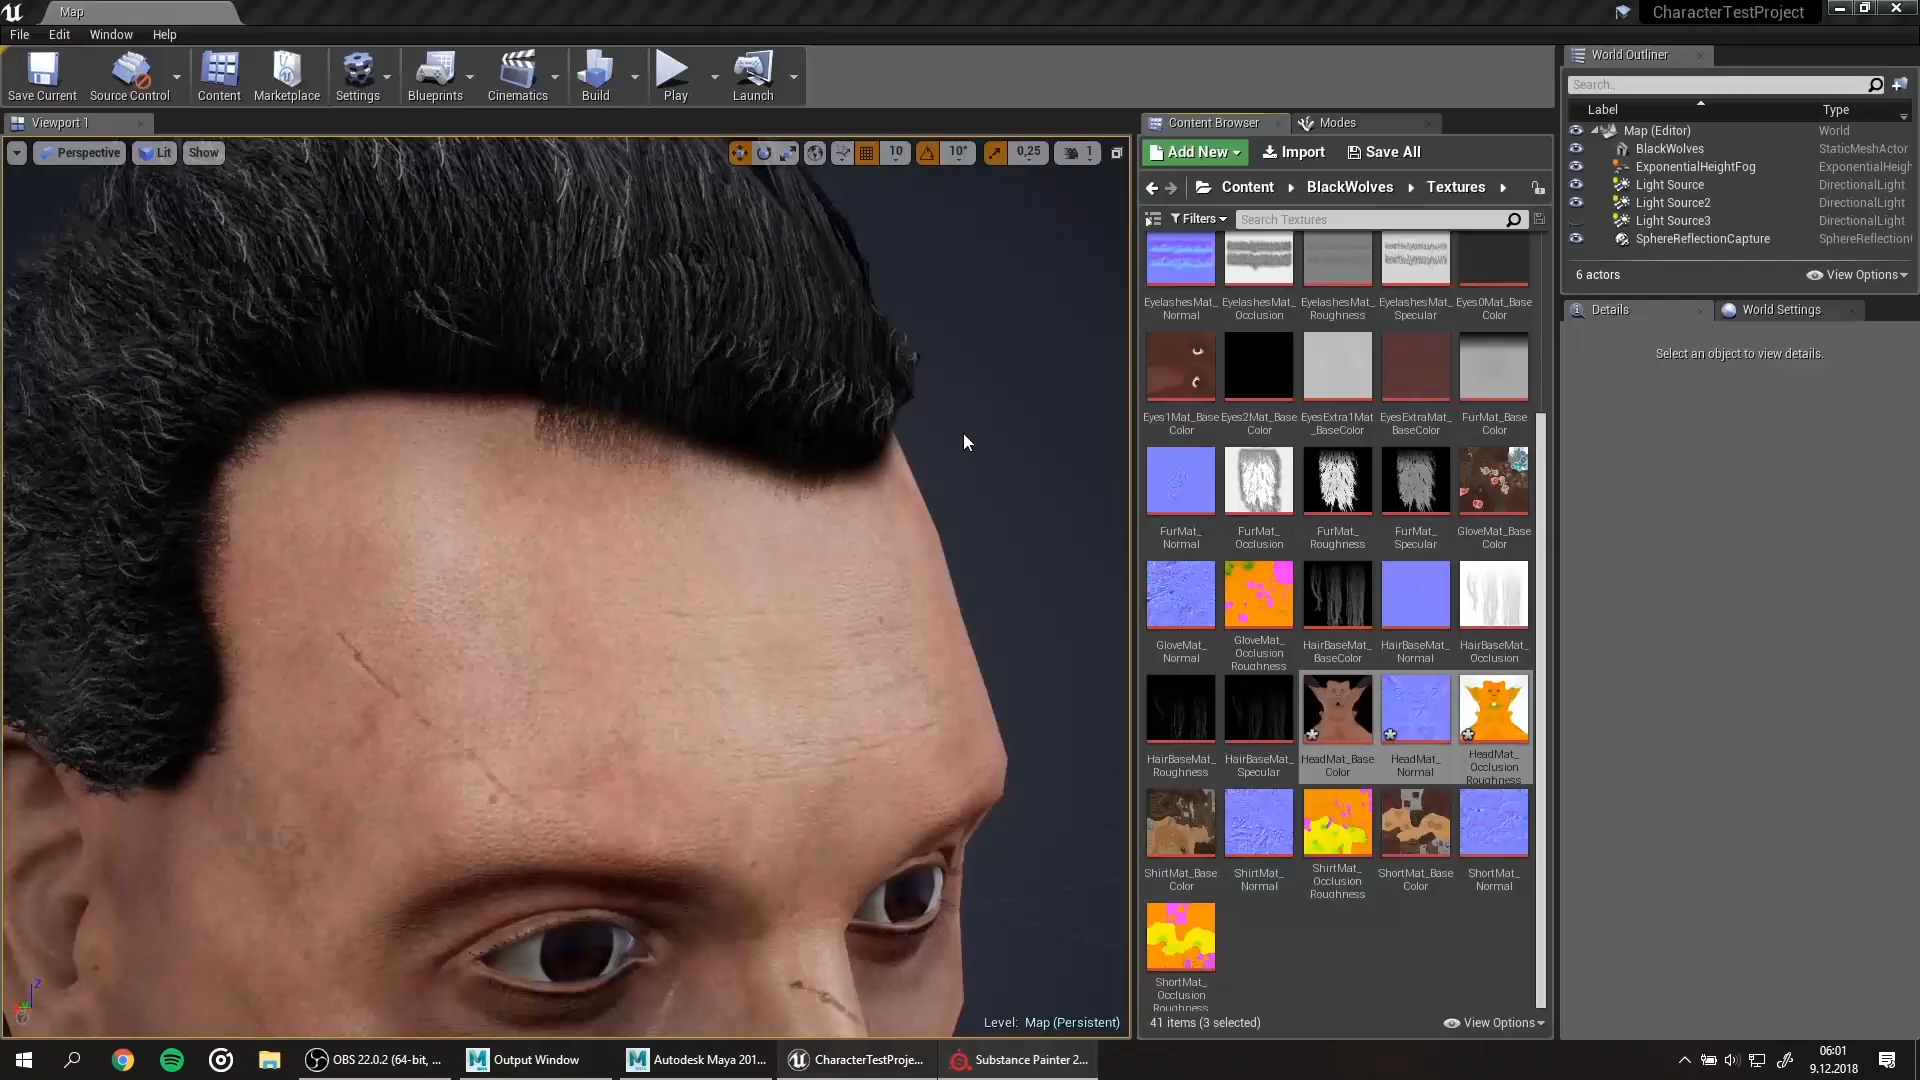 Map
CharacterTestProject
File Edit Window Help
Save Current Source Control Content Marketplace Settings Blueprints Cinematics Build Play Launch
Viewport 1
Perspective Lit Show 10 10° 0,25 1
Level: Map (Persistent)
Content Browser Modes
Add New Import Save All
Content BlackWolves Textures
Filters Search Textures
EyelashesMat_ EyelashesMat_ EyelashesMat_ EyelashesMat_ Eyes0Mat_Base
Normal Occlusion Roughness Specular Color
Eyes1Mat_Base Eyes2Mat_Base EyesExtra1Mat EyesExtraMat_ FurMat_Base
Color Color _BaseColor BaseColor Color
FurMat_ FurMat_ FurMat_ FurMat_ GloveMat_Base
Normal Occlusion Roughness Specular Color
GloveMat_ GloveMat_ HairBaseMat_ HairBaseMat_ HairBaseMat_
Normal Occlusion BaseColor Normal Occlusion
Roughness
HairBaseMat_ HairBaseMat_ HeadMat_Base HeadMat_ HeadMat_
Roughness Specular Color Normal Occlusion
Roughness
ShirtMat_Base ShirtMat_ ShirtMat_ ShortMat_Base ShortMat_
Color Normal Occlusion Color Normal
Roughness
ShortMat_
Occlusion
Roughness
41 items (3 selected) View Options
World Outliner
Search..
Label Type
Map (Editor) World
BlackWolves StaticMeshActor
ExponentialHeightFog ExponentialHeigh
Light Source DirectionalLight
Light Source2 DirectionalLight
Light Source3 DirectionalLight
SphereReflectionCapture SphereReflection
6 actors View Options
Details World Settings
Select an object to view details.
OBS 22.0.2 (64-bit, ... Output Window Autodesk Maya 201... CharacterTestProje... Substance Painter 2...
06:01
9.12.2018